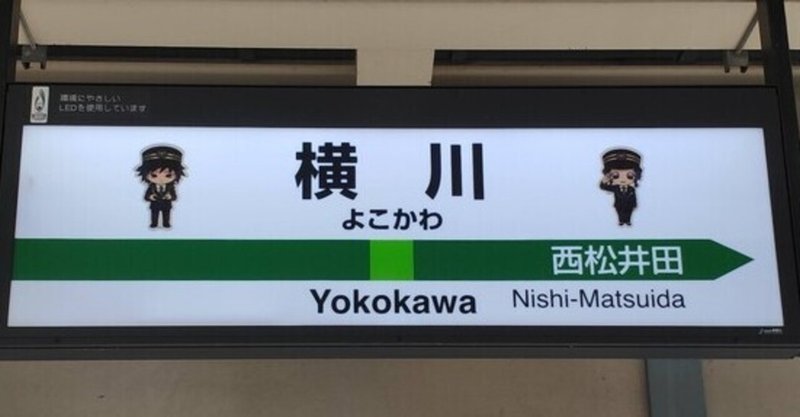 環境にやさしい
LEDを使用しています
横川
よこかわ
西松井田
Yokokawa
Nishi-Matsuida